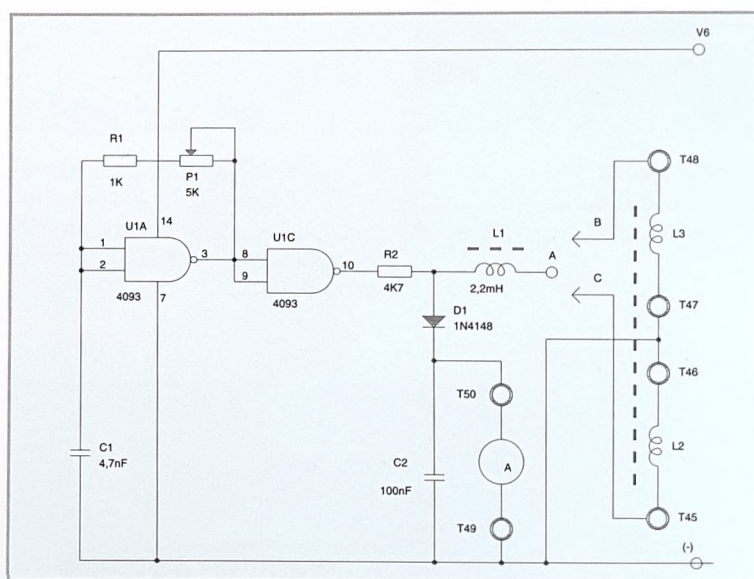 V6
R1
1K
P1
5K
T48
U1A
14
1
2
3
4093
7
U1C
8
9
10
4093
R2
4K7
L1
2,2mH
A
B
C
L3
T47
D1
1N4148
T46
T50
A
T49
L2
T45
C1
4,7nF
C2
100nF
(-)